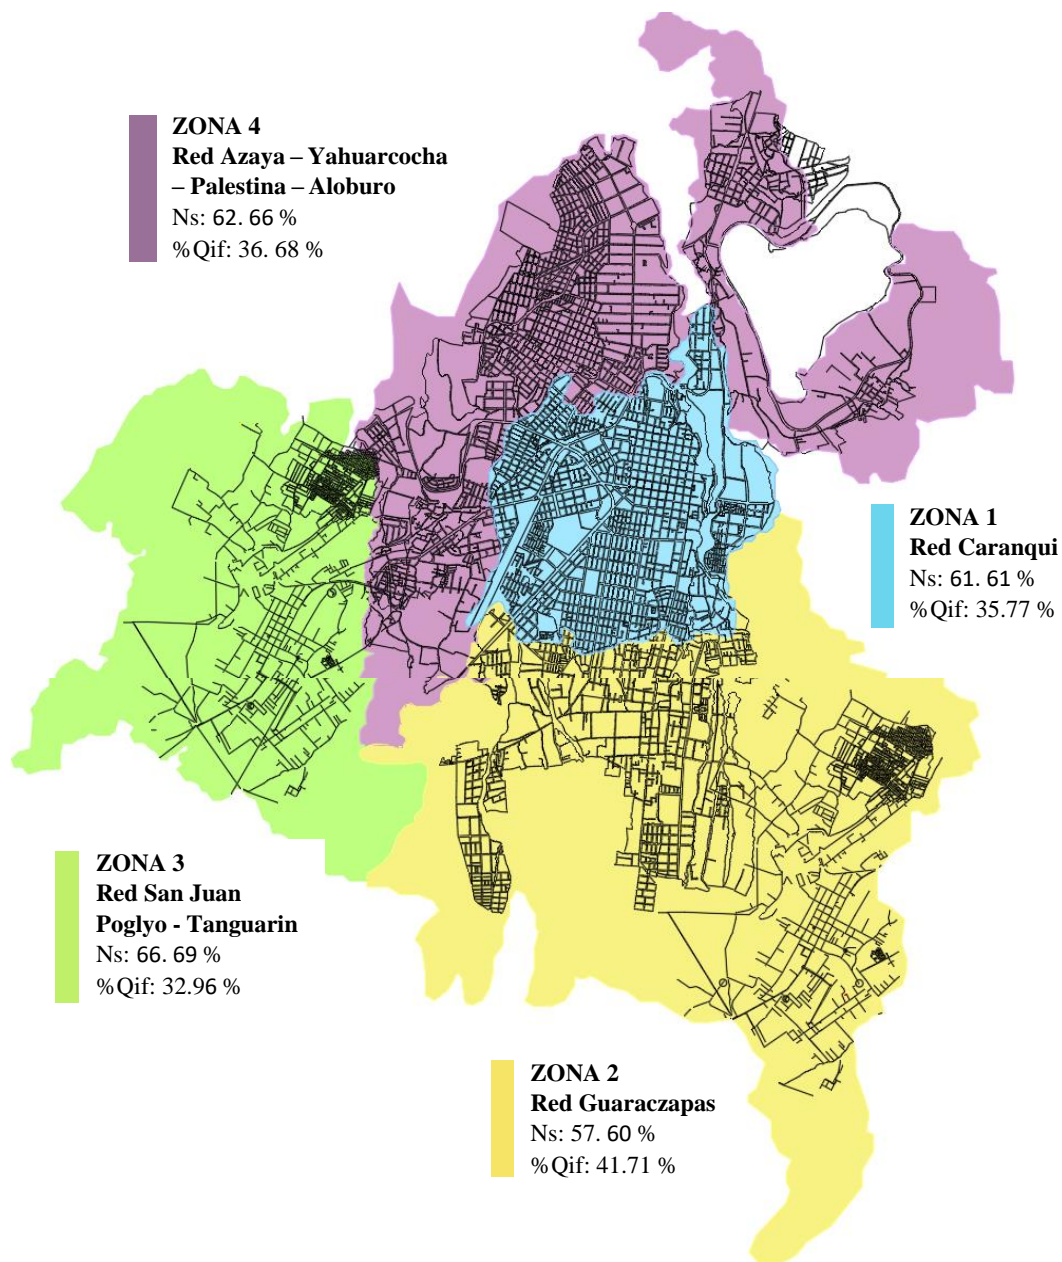 ZONA 4
Red Azaya – Yahuarcocha
– Palestina – Aloburo
Ns: 62. 66 %
%Qif: 36. 68 %
ZONA 1
Red Caranqui
Ns: 61. 61 %
%Qif: 35.77 %
ZONA 3
Red San Juan
Poglyo - Tanguarin
Ns: 66. 69 %
%Qif: 32.96 %
ZONA 2
Red Guaraczapas
Ns: 57. 60 %
%Qif: 41.71 %